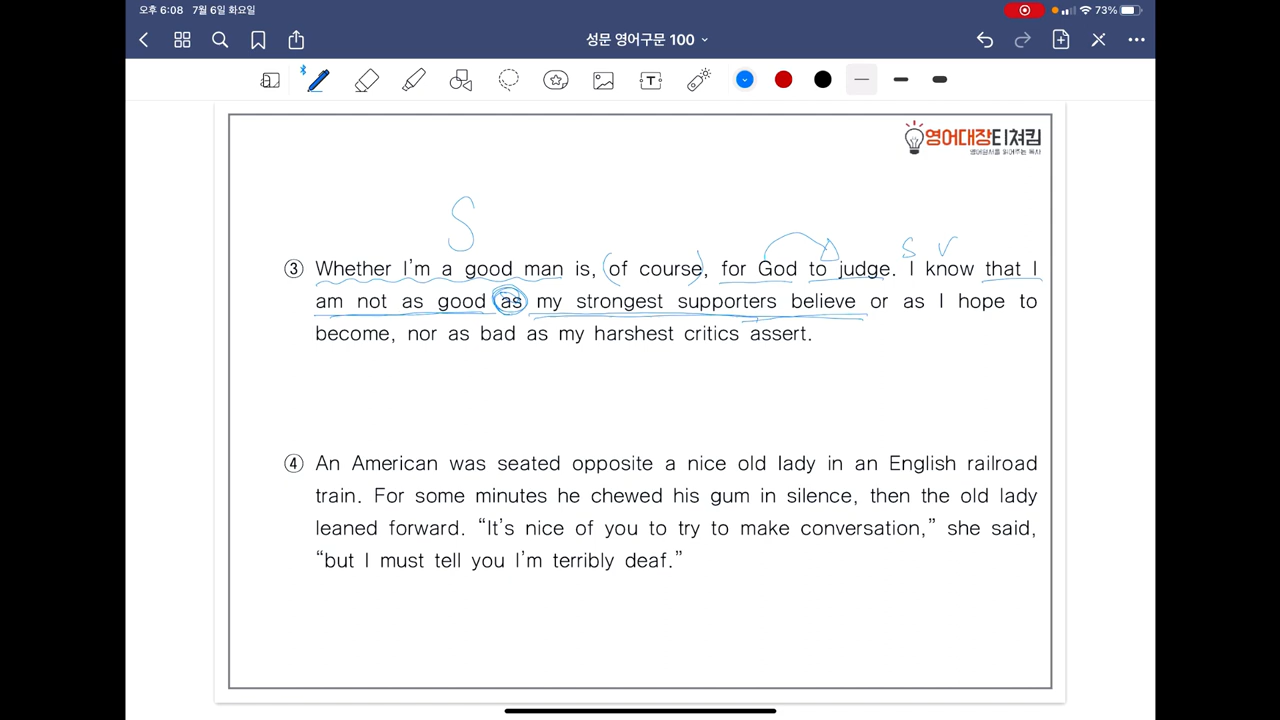 오후 6:08 7월 6일 화요일
73%
성문 영어구문 100
T
영어대장티쳐킴
S
S V
③ Whether I'm a good man is, (of course), for God to judge. I know that I
am not as good as my strongest supporters believe or as I hope to
become, nor as bad as my harshest critics assert.
④ An American was seated opposite a nice old lady in an English railroad
train. For some minutes he chewed his gum in silence, then the old lady
leaned forward. “It's nice of you to try to make conversation,” she said,
“but I must tell you I'm terribly deaf.”